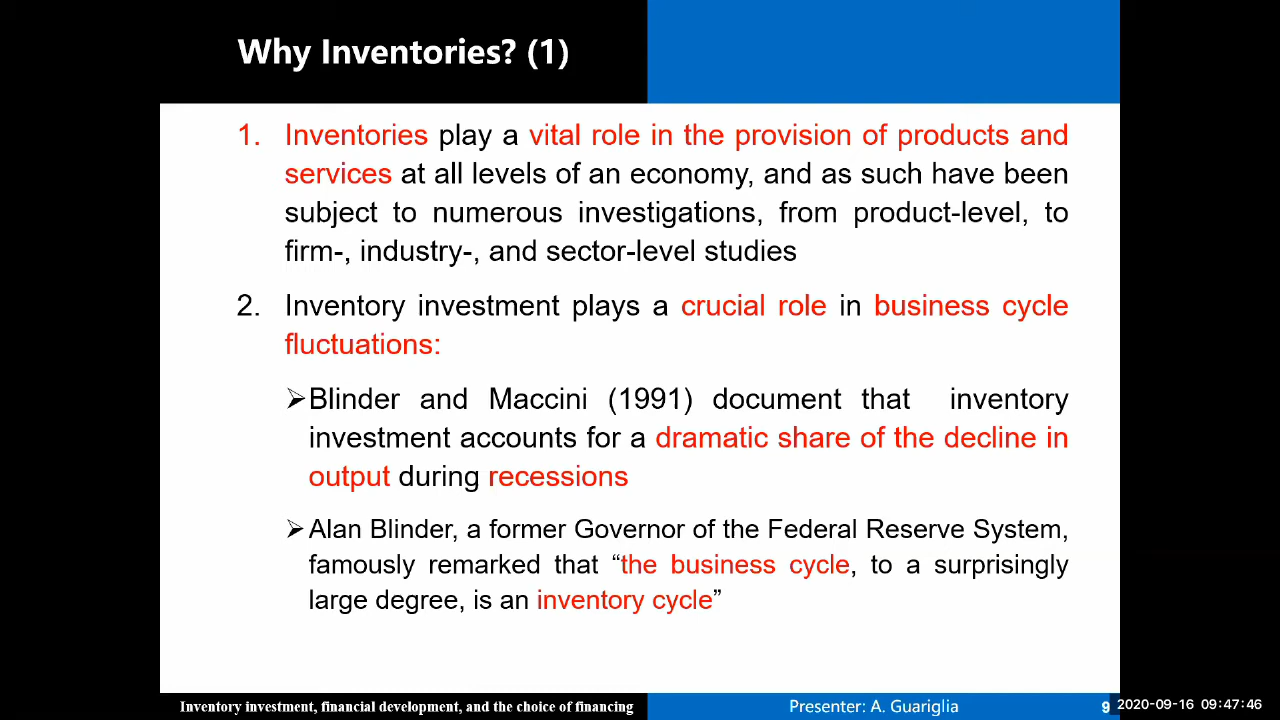 Why Inventories? (1)
1. Inventories play a vital role in the provision of products and
services at all levels of an economy, and as such have been
subject to numerous investigations, from product-level, to
firm-, industry-, and sector-level studies
2. Inventory investment plays a crucial role in business cycle
fluctuations:
➢Blinder and Maccini (1991) document that inventory
investment accounts for a dramatic share of the decline in
output during recessions
➢Alan Blinder, a former Governor of the Federal Reserve System,
famously remarked that “the business cycle, to a surprisingly
large degree, is an inventory cycle”
Inventory investment, financial development, and the choice of financing
Presenter: A. Guariglia
9
2020-09-16 09:47:46